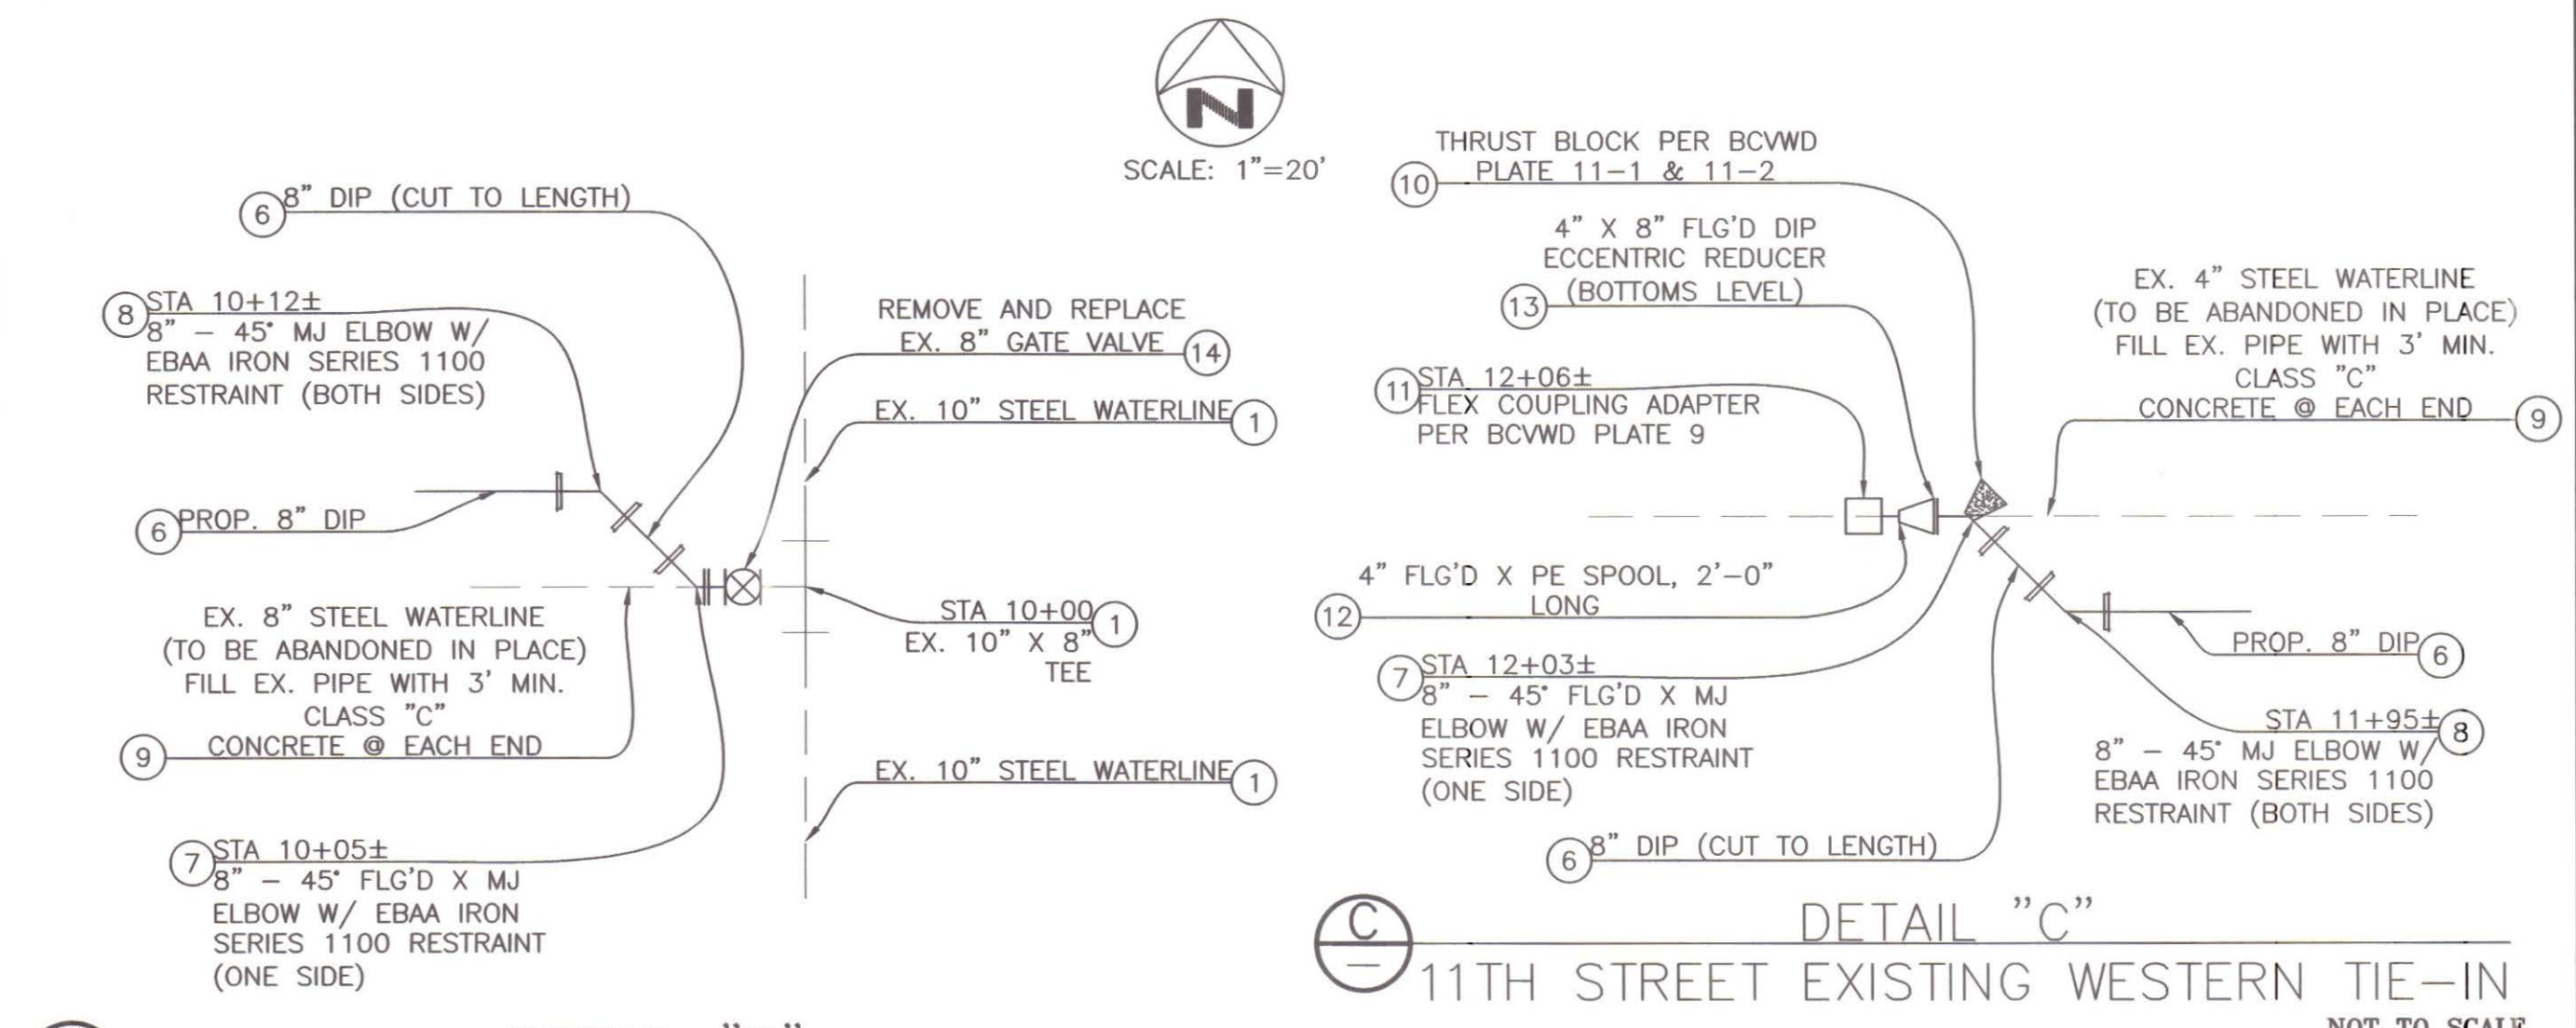 N
SCALE: 1"=20'
6 8" DIP (CUT TO LENGTH)
8 STA 10+12±
8" - 45° MJ ELBOW W/
EBAA IRON SERIES 1100
RESTRAINT (BOTH SIDES)
6 PROP. 8" DIP
EX. 8" STEEL WATERLINE
(TO BE ABANDONED IN PLACE)
FILL EX. PIPE WITH 3' MIN.
CLASS "C"
9 CONCRETE @ EACH END
7 STA 10+05±
8" - 45° FLG'D X MJ
ELBOW W/ EBAA IRON
SERIES 1100 RESTRAINT
(ONE SIDE)
REMOVE AND REPLACE
EX. 8" GATE VALVE 14
EX. 10" STEEL WATERLINE 1
STA 10+00 1
EX. 10" X 8"
TEE
EX. 10" STEEL WATERLINE 1
THRUST BLOCK PER BCVWD
10 PLATE 11-1 & 11-2
4" X 8" FLG'D DIP
ECCENTRIC REDUCER
13 (BOTTOMS LEVEL)
11 STA 12+06±
FLEX COUPLING ADAPTER
PER BCVWD PLATE 9
4" FLG'D X PE SPOOL, 2'-0"
12 LONG
7 STA 12+03±
8" - 45° FLG'D X MJ
ELBOW W/ EBAA IRON
SERIES 1100 RESTRAINT
(ONE SIDE)
6 8" DIP (CUT TO LENGTH)
EX. 4" STEEL WATERLINE
(TO BE ABANDONED IN PLACE)
FILL EX. PIPE WITH 3' MIN.
CLASS "C"
CONCRETE @ EACH END 9
PROP. 8" DIP 6
STA 11+95± 8
8" - 45° MJ ELBOW W/
EBAA IRON SERIES 1100
RESTRAINT (BOTH SIDES)
C
DETAIL "C"
11TH STREET EXISTING WESTERN TIE-IN
NOT TO SCALE